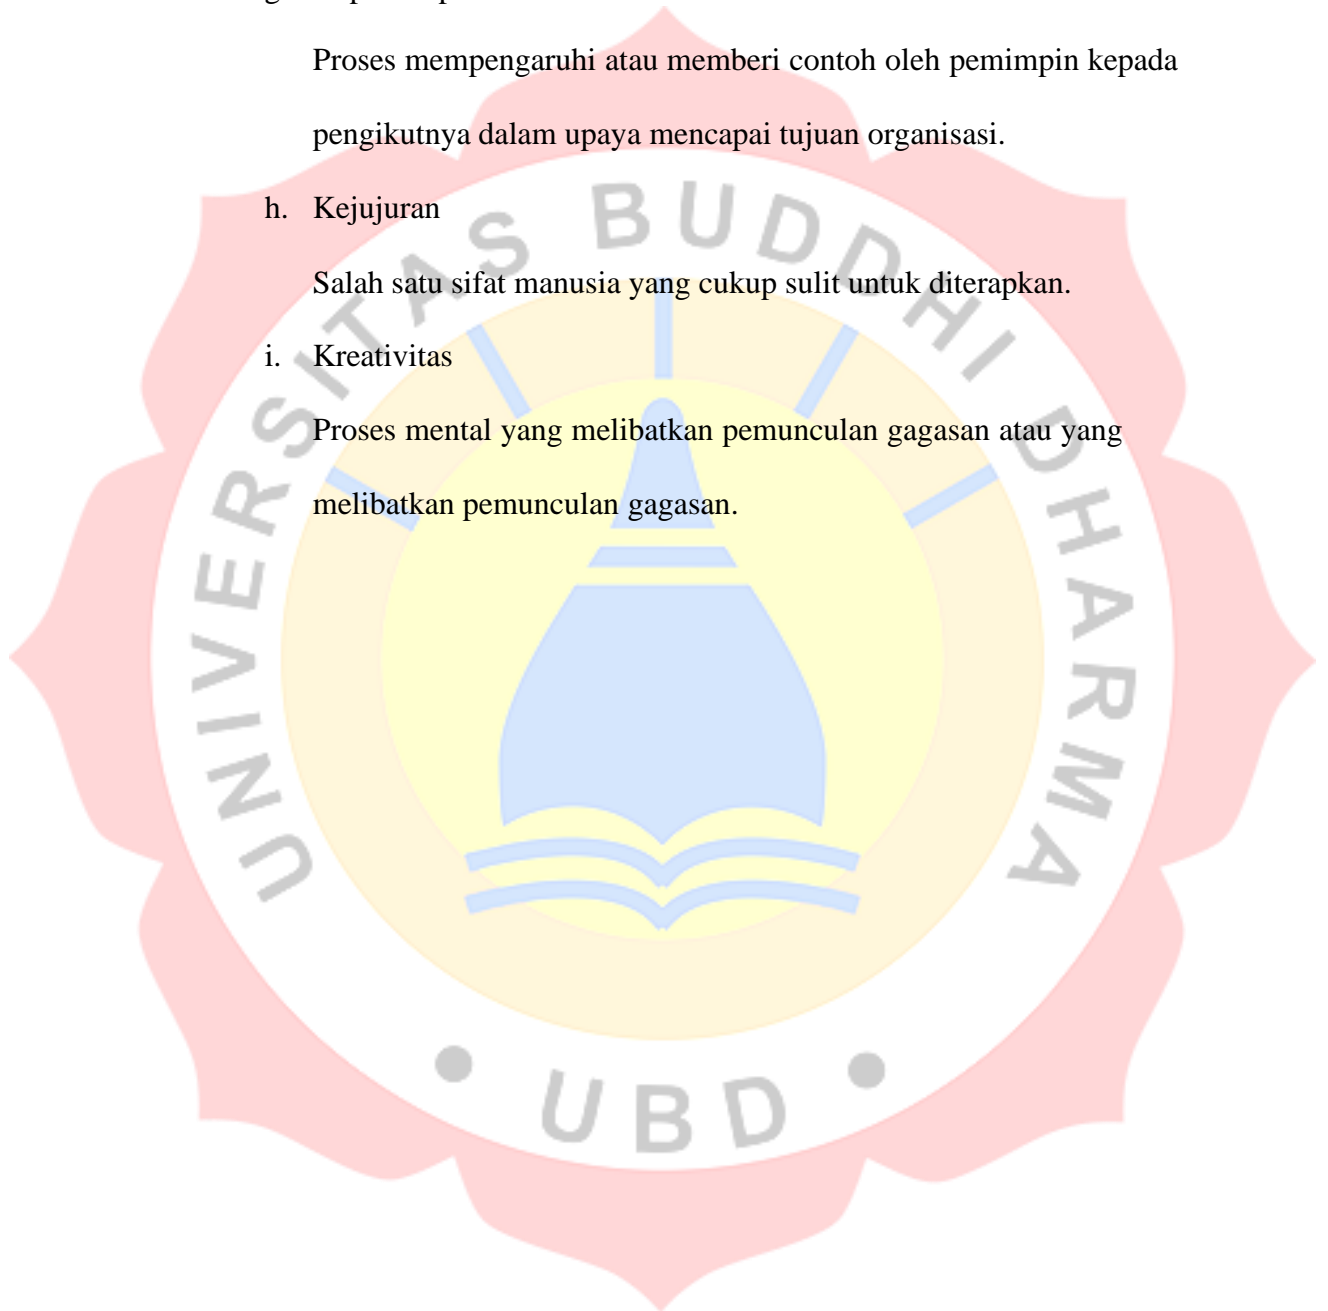 Proses mempengaruhi atau memberi contoh oleh pemimpin kepada
pengikutnya dalam upaya mencapai tujuan organisasi.
h. Kejujuran
Salah satu sifat manusia yang cukup sulit untuk diterapkan.
i. Kreativitas
Proses mental yang melibatkan pemunculan gagasan atau yang
melibatkan pemunculan gagasan.
UNIVERSITAS BUDDHI DHARMA
• UBD •